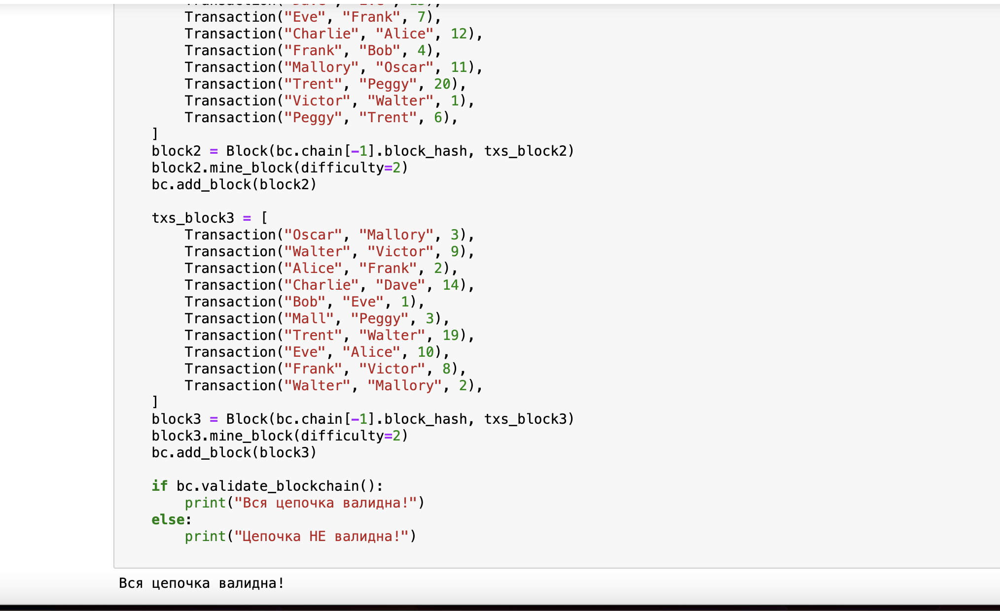 Transaction("Eve", "Frank", 7),
Transaction("Charlie", "Alice", 12),
Transaction("Frank", "Bob", 4),
Transaction("Mallory", "Oscar", 11),
Transaction("Trent", "Peggy", 20),
Transaction("Victor", "Walter", 1),
Transaction("Peggy", "Trent", 6),
]
block2 = Block(bc.chain[-1].block_hash, txs_block2)
block2.mine_block(difficulty=2)
bc.add_block(block2)
txs_block3 = [
Transaction("Oscar", "Mallory", 3),
Transaction("Walter", "Victor", 9),
Transaction("Alice", "Frank", 2),
Transaction("Charlie", "Dave", 14),
Transaction("Bob", "Eve", 1),
Transaction("Mall", "Peggy", 3),
Transaction("Trent", "Walter", 19),
Transaction("Eve", "Alice", 10),
Transaction("Frank", "Victor", 8),
Transaction("Walter", "Mallory", 2),
]
block3 = Block(bc.chain[-1].block_hash, txs_block3)
block3.mine_block(difficulty=2)
bc.add_block(block3)
if bc.validate_blockchain():
print("Вся цепочка валидна!")
else:
print("Цепочка НЕ валидна!")
Вся цепочка валидна!